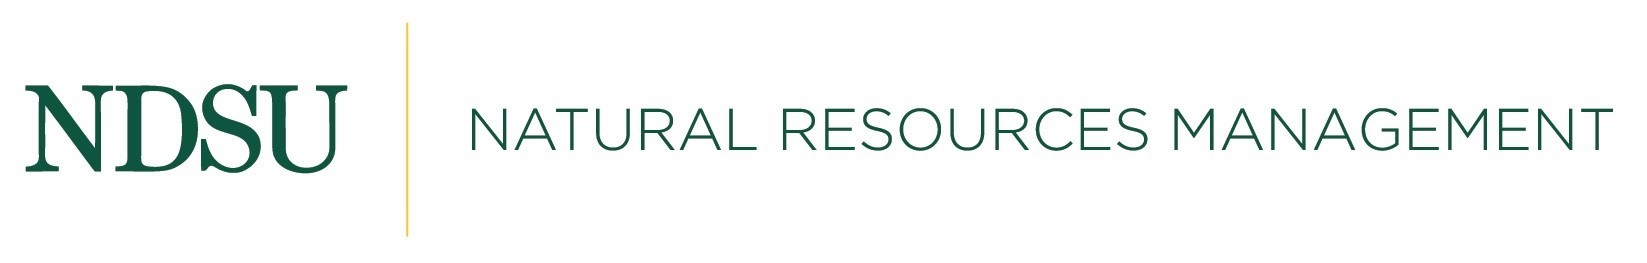 NDSU NATURAL RESOURCES MANAGEMENT